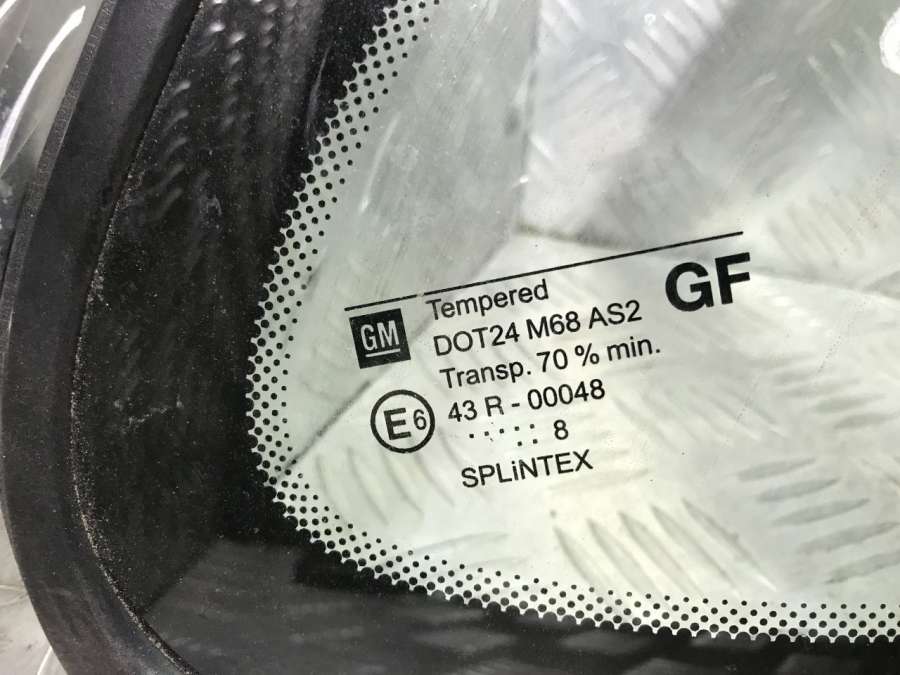 GM Tempered GF
DOT24 M68 AS2
Transp. 70 % min.
E6 43 R - 00048
. . : : : 8
SPLiNTEX